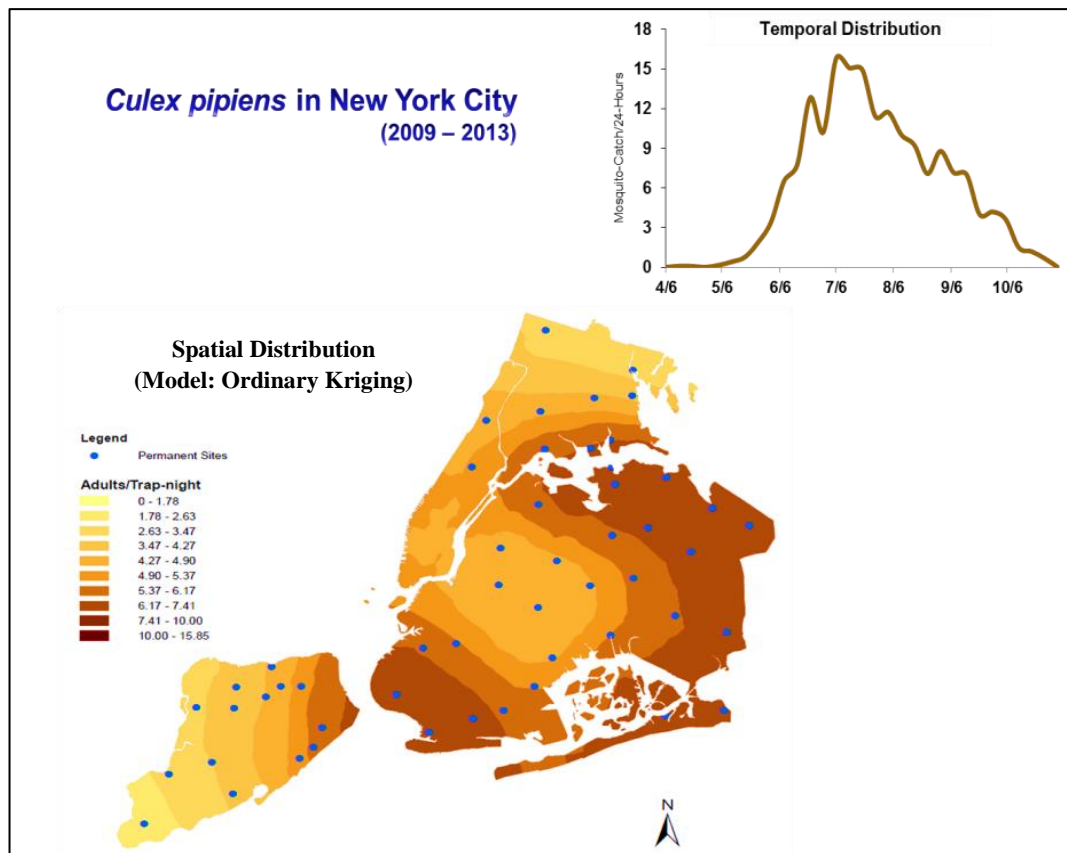 Culex pipiens in New York City
(2009 – 2013)
Temporal Distribution
Mosquito-Catch/24-Hours
18
15
12
9
6
3
0
4/6 5/6 6/6 7/6 8/6 9/6 10/6
Spatial Distribution
(Model: Ordinary Kriging)
Legend
Permanent Sites
Adults/Trap-night
0 - 1.78
1.78 - 2.63
2.63 - 3.47
3.47 - 4.27
4.27 - 4.90
4.90 - 5.37
5.37 - 6.17
6.17 - 7.41
7.41 - 10.00
10.00 - 15.85
N